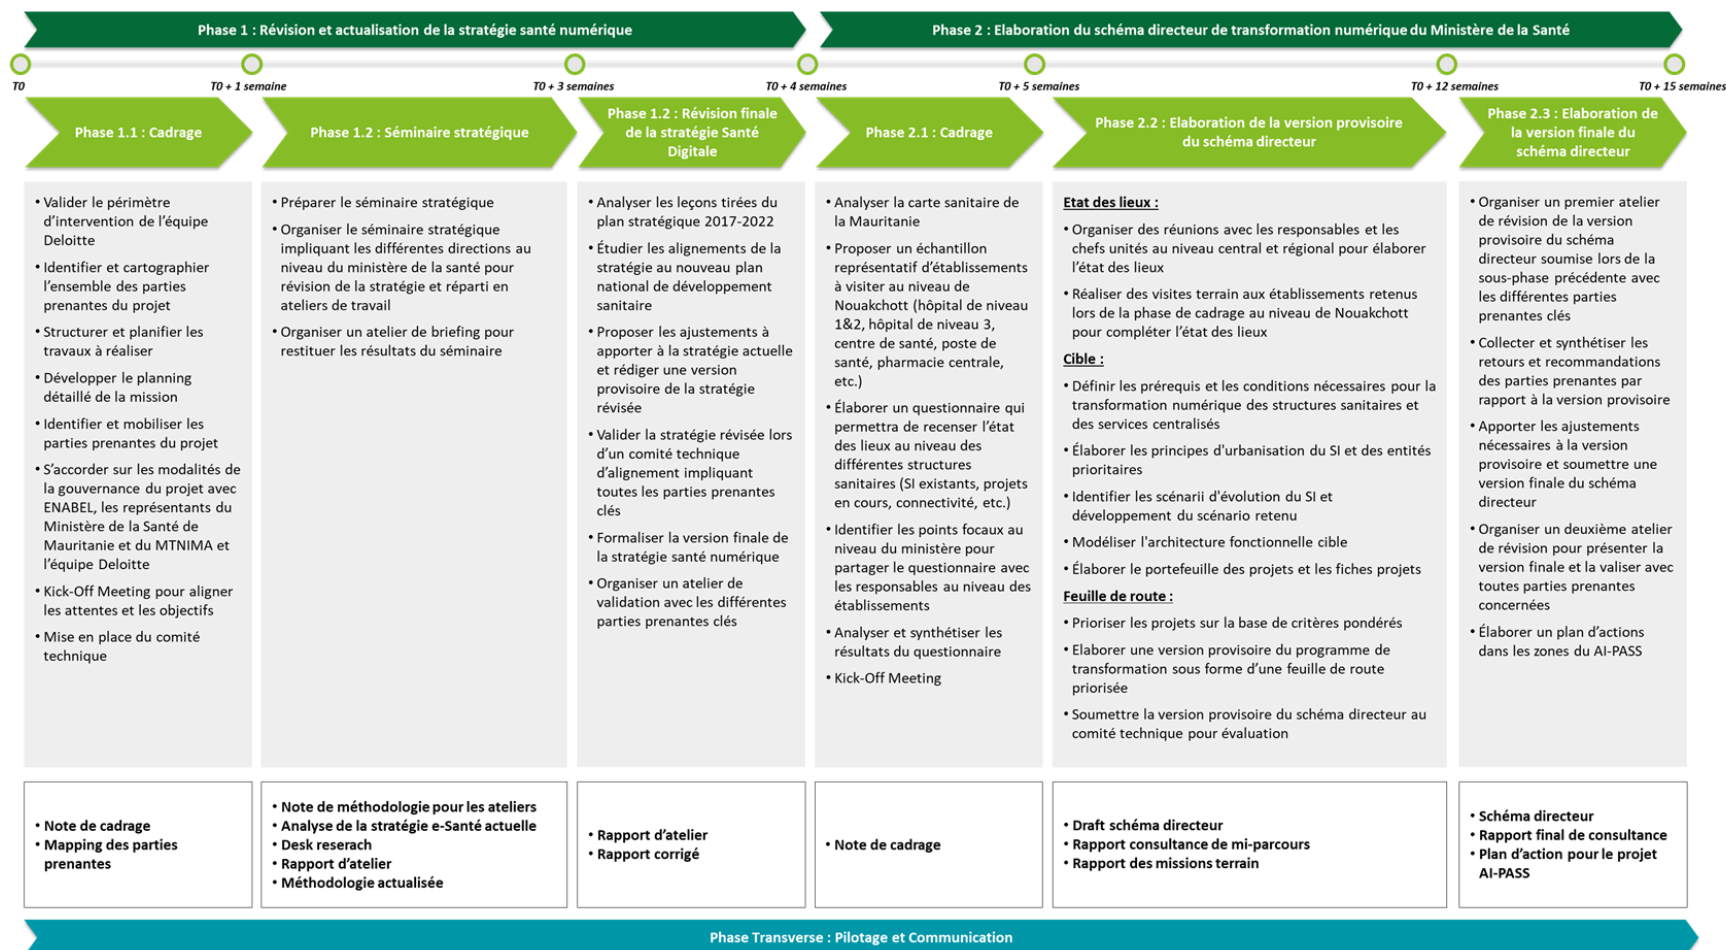 Phase 1 : Révision et actualisation de la stratégie santé numérique
Phase 2 : Elaboration du schéma directeur de transformation numérique du Ministère de la Santé
T0
T0 + 1 semaine
T0 + 3 semaines
T0 + 4 semaines
T0 + 5 semaines
T0 + 12 semaines
T0 + 15 semaines
Phase 1.1 : Cadrage
Phase 1.2 : Séminaire stratégique
Phase 1.2 : Révision finale
de la stratégie Santé
Digitale
Phase 2.1 : Cadrage
Phase 2.2 : Elaboration de la version provisoire
du schéma directeur
Phase 2.3 : Elaboration de
la version finale du
schéma directeur
• Valider le périmètre
d’intervention de l’équipe
Deloitte
• Identifier et cartographier
l’ensemble des parties
prenantes du projet
• Structurer et planifier les
travaux à réaliser
• Développer le planning
détaillé de la mission
• Identifier et mobiliser les
parties prenantes du projet
• S’accorder sur les modalités de
la gouvernance du projet avec
ENABEL, les représentants du
Ministère de la Santé de
Mauritanie et du MTNIMA et
l’équipe Deloitte
• Kick-Off Meeting pour aligner
les attentes et les objectifs
• Mise en place du comité
technique
• Préparer le séminaire stratégique
• Organiser le séminaire stratégique
impliquant les différentes directions au
niveau du ministère de la santé pour
révision de la stratégie et réparti en
ateliers de travail
• Organiser un atelier de briefing pour
restituer les résultats du séminaire
• Analyser les leçons tirées du
plan stratégique 2017-2022
• Étudier les alignements de la
stratégie au nouveau plan
national de développement
sanitaire
• Proposer les ajustements à
apporter à la stratégie actuelle
et rédiger une version
provisoire de la stratégie
révisée
• Valider la stratégie révisée lors
d’un comité technique
d’alignement impliquant
toutes les parties prenantes
clés
• Formaliser la version finale de
la stratégie santé numérique
• Organiser un atelier de
validation avec les différentes
parties prenantes clés
• Analyser la carte sanitaire de
la Mauritanie
• Proposer un échantillon
représentatif d’établissements
à visiter au niveau de
Nouakchott (hôpital de niveau
1&2, hôpital de niveau 3,
centre de santé, poste de
santé, pharmacie centrale,
etc.)
• Élaborer un questionnaire qui
permettra de recenser l’état
des lieux au niveau des
différentes structures
sanitaires (SI existants, projets
en cours, connectivité, etc.)
• Identifier les points focaux au
niveau du ministère pour
partager le questionnaire avec
les responsables au niveau des
établissements
• Analyser et synthétiser les
résultats du questionnaire
• Kick-Off Meeting
Etat des lieux :
• Organiser des réunions avec les responsables et les
chefs unités au niveau central et régional pour élaborer
l’état des lieux
• Réaliser des visites terrain aux établissements retenus
lors de la phase de cadrage au niveau de Nouakchott
pour compléter l’état des lieux
Cible :
• Définir les prérequis et les conditions nécessaires pour la
transformation numérique des structures sanitaires et
des services centralisés
• Élaborer les principes d'urbanisation du SI et des entités
prioritaires
• Identifier les scénarii d'évolution du SI et
développement du scénario retenu
• Modéliser l'architecture fonctionnelle cible
• Élaborer le portefeuille des projets et les fiches projets
Feuille de route :
• Prioriser les projets sur la base de critères pondérés
• Elaborer une version provisoire du programme de
transformation sous forme d’une feuille de route
priorisée
• Soumettre la version provisoire du schéma directeur au
comité technique pour évaluation
• Organiser un premier atelier
de révision de la version
provisoire du schéma
directeur soumise lors de la
sous-phase précédente avec
les différentes parties
prenantes clés
• Collecter et synthétiser les
retours et recommandations
des parties prenantes par
rapport à la version provisoire
• Apporter les ajustements
nécessaires à la version
provisoire et soumettre une
version finale du schéma
directeur
• Organiser un deuxième atelier
de révision pour présenter la
version finale et la valiser avec
toutes parties prenantes
concernées
• Élaborer un plan d’actions
dans les zones du AI-PASS
• Note de cadrage
• Mapping des parties
prenantes
• Note de méthodologie pour les ateliers
• Analyse de la stratégie e-Santé actuelle
• Desk reserach
• Rapport d’atelier
• Méthodologie actualisée
• Rapport d’atelier
• Rapport corrigé
• Note de cadrage
• Draft schéma directeur
• Rapport consultance de mi-parcours
• Rapport des missions terrain
• Schéma directeur
• Rapport final de consultance
• Plan d’action pour le projet
AI-PASS
Phase Transverse : Pilotage et Communication